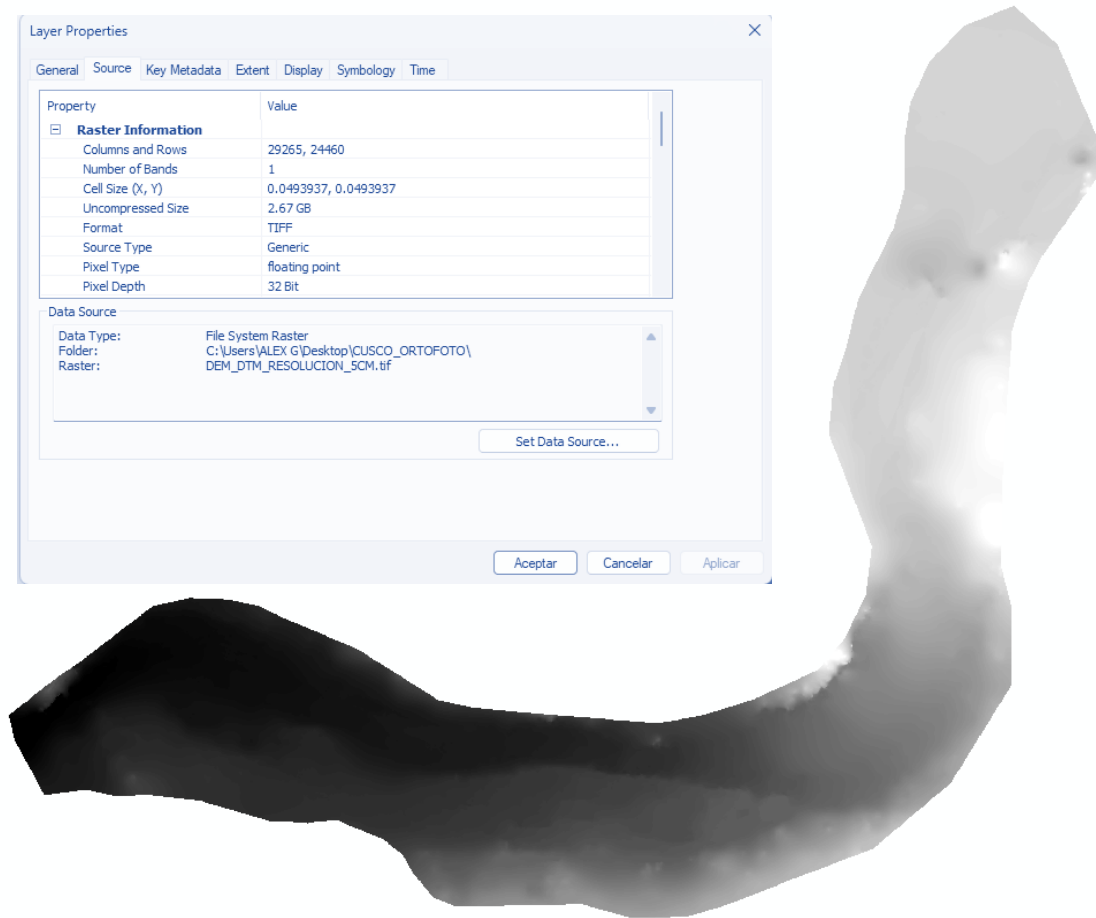 Layer Properties
General Source Key Metadata Extent Display Symbology Time
Property Value
Raster Information
Columns and Rows 29265, 24460
Number of Bands 1
Cell Size (X, Y) 0.0493937, 0.0493937
Uncompressed Size 2.67 GB
Format TIFF
Source Type Generic
Pixel Type floating point
Pixel Depth 32 Bit
Data Source
Data Type: File System Raster
Folder: C:\Users\ALEX G\Desktop\CUSCO_ORTOFOTO\
Raster: DEM_DTM_RESOLUCION_5CM.tif
Set Data Source...
Aceptar Cancelar Aplicar